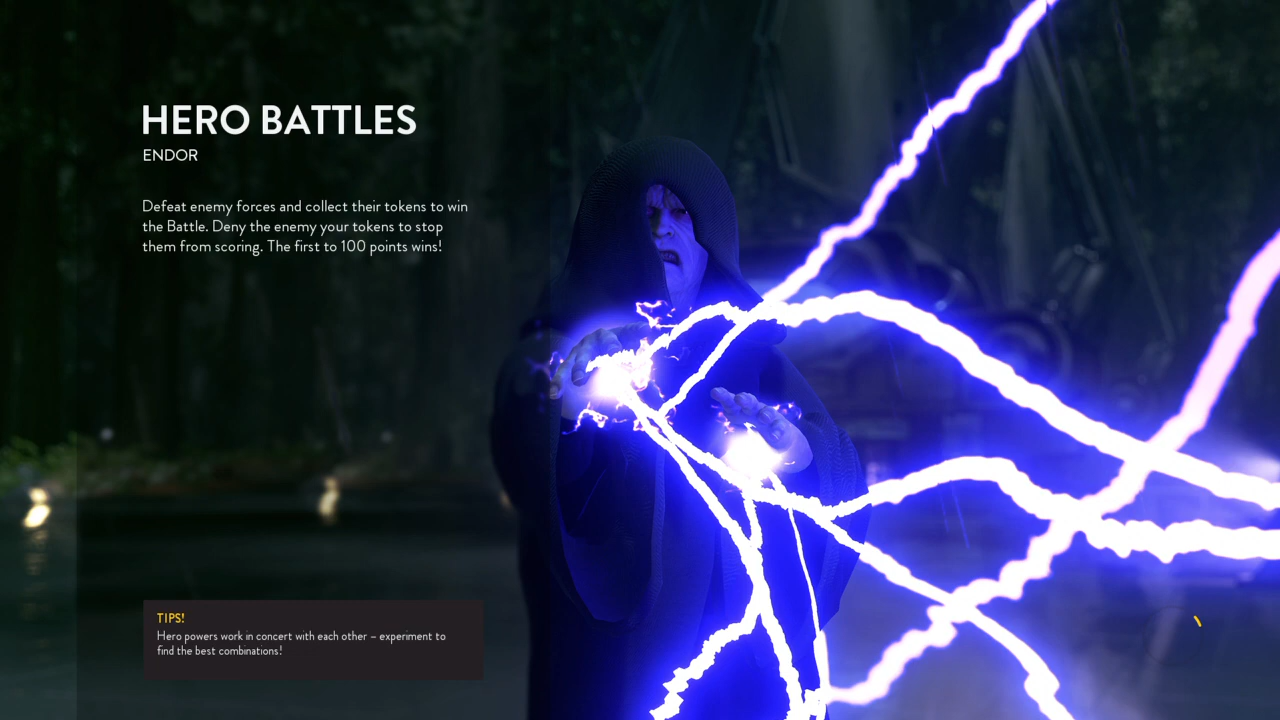 HERO BATTLES
ENDOR
Defeat enemy forces and collect their tokens to win
the Battle. Deny the enemy your tokens to stop
them from scoring. The first to 100 points wins!
TIPS!
Hero powers work in concert with each other – experiment to
find the best combinations!